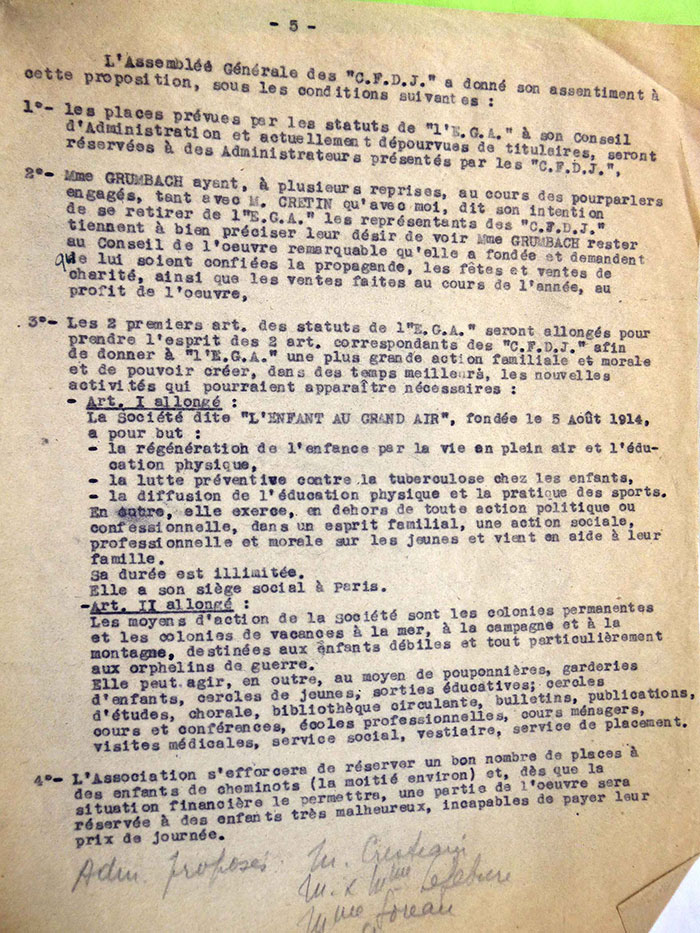 - 5 -
L'Assemblée Générale des "C.F.D.J." a donné son assentiment à
cette proposition, sous les conditions suivantes :
1°- les places prévues par les statuts de "l'E.G.A." à son Conseil
d'Administration et actuellement dépourvues de titulaires, seront
réservées à des Administrateurs présentés par les "C.F.D.J.",
2°- Mme GRUMBACH ayant, à plusieurs reprises, au cours des pourparlers
engagés, tant avec M. CRETIN qu'avec moi, dit son intention
de se retirer de l'"E.G.A." les représentants des "C.F.D.J."
tiennent à bien préciser leur désir de voir Mme GRUMBACH rester
au Conseil de l'oeuvre remarquable qu'elle a fondée et demandent
que lui soient confiées la propagande, les fêtes et ventes de
charité, ainsi que les ventes faites au cours de l'année, au
profit de l'oeuvre,
3°- Les 2 premiers art. des statuts de l'"E.G.A." seront allongés pour
prendre l'esprit des 2 art. correspondants des "C.F.D.J." afin
de donner à "l'E.G.A." une plus grande action familiale et morale
et de pouvoir créer, dans des temps meilleurs, les nouvelles
activités qui pourraient apparaître nécessaires :
- Art. I allongé :
La Société dite "L'ENFANT AU GRAND AIR", fondée le 5 Août 1914,
a pour but :
- la régénération de l'enfance par la vie en plein air et l'édu-
cation physique,
- la lutte préventive contre la tuberculose chez les enfants,
- la diffusion de l'éducation physique et la pratique des sports.
En outre, elle exerce, en dehors de toute action politique ou
confessionnelle, dans un esprit familial, une action sociale,
professionnelle et morale sur les jeunes et vient en aide à leur
famille.
Sa durée est illimitée.
Elle a son siège social à Paris.
-Art. II allongé :
Les moyens d'action de la Société sont les colonies permanentes
et les colonies de vacances à la mer, à la campagne et à la
montagne, destinées aux enfants débiles et tout particulièrement
aux orphelins de guerre.
Elle peut agir, en outre, au moyen de pouponnières, garderies
d'enfants, cercles de jeunes, sorties éducatives; cercles
d'études, chorale, bibliothèque circulante, bulletins, publications,
cours et conférences, écoles professionnelles, cours ménagers,
visites médicales, service social, vestiaire, service de placement.
4°- L'Association s'efforcera de réserver un bon nombre de places à
des enfants de cheminots (la moitié environ) et, dès que la
situation financière le permettra, une partie de l'oeuvre sera
réservée à des enfants très malheureux, incapables de payer leur
prix de journée.
Adm. proposés. M.
M. & Mme Lefebure
Mme